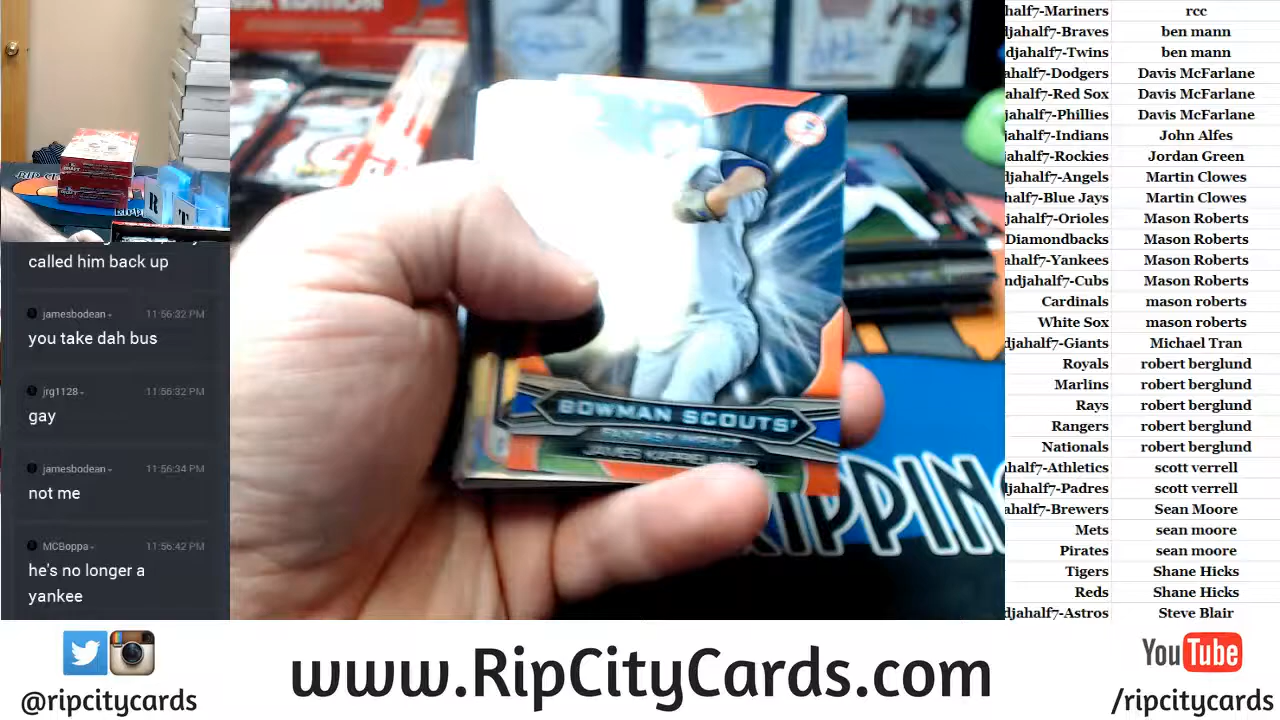 called him back up
jamesbodean
11:56:32 PM
you take dah bus
jrg1128
11:56:32 PM
gay
jamesbodean
11:56:34 PM
not me
MCBoppa
11:56:42 PM
he's no longer a
yankee
BOWMAN SCOUTS'
FANTASY IMPACT
JAMES KAPRIELIAN
RIPPIN
half7-Mariners rcc
djahalf7-Braves ben mann
djahalf7-Twins ben mann
ahalf7-Dodgers Davis McFarlane
ahalf7-Red Sox Davis McFarlane
jahalf7-Phillies Davis McFarlane
jahalf7-Indians John Alfes
jahalf7-Rockies Jordan Green
jahalf7-Angels Martin Clowes
ahalf7-Blue Jays Martin Clowes
jahalf7-Orioles Mason Roberts
Diamondbacks Mason Roberts
jahalf7-Yankees Mason Roberts
ndjahalf7-Cubs Mason Roberts
Cardinals mason roberts
White Sox mason roberts
djahalf7-Giants Michael Tran
Royals robert berglund
Marlins robert berglund
Rays robert berglund
Rangers robert berglund
Nationals robert berglund
half7-Athletics scott verrell
djahalf7-Padres scott verrell
ahalf7-Brewers Sean Moore
Mets sean moore
Pirates sean moore
Tigers Shane Hicks
Reds Shane Hicks
djahalf7-Astros Steve Blair
@ripcitycards
www.RipCityCards.com
YouTube
/ripcitycards